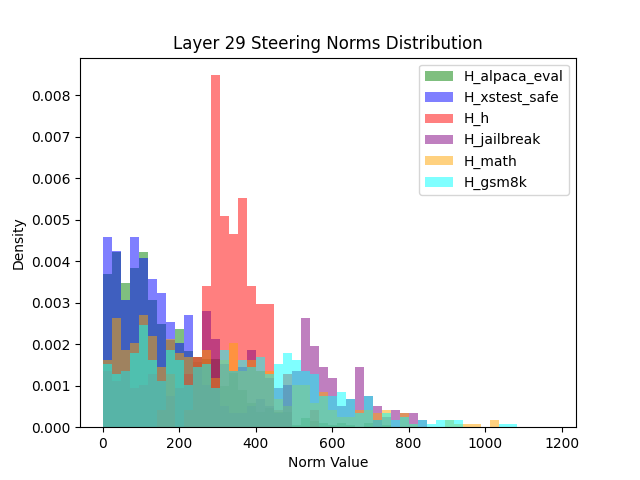 Layer 29 Steering Norms Distribution
H_alpaca_eval
H_xstest_safe
H_h
H_jailbreak
H_math
H_gsm8k
Density
0.008
0.007
0.006
0.005
0.004
0.003
0.002
0.001
0.000
0 200 400 600 800 1000 1200
Norm Value